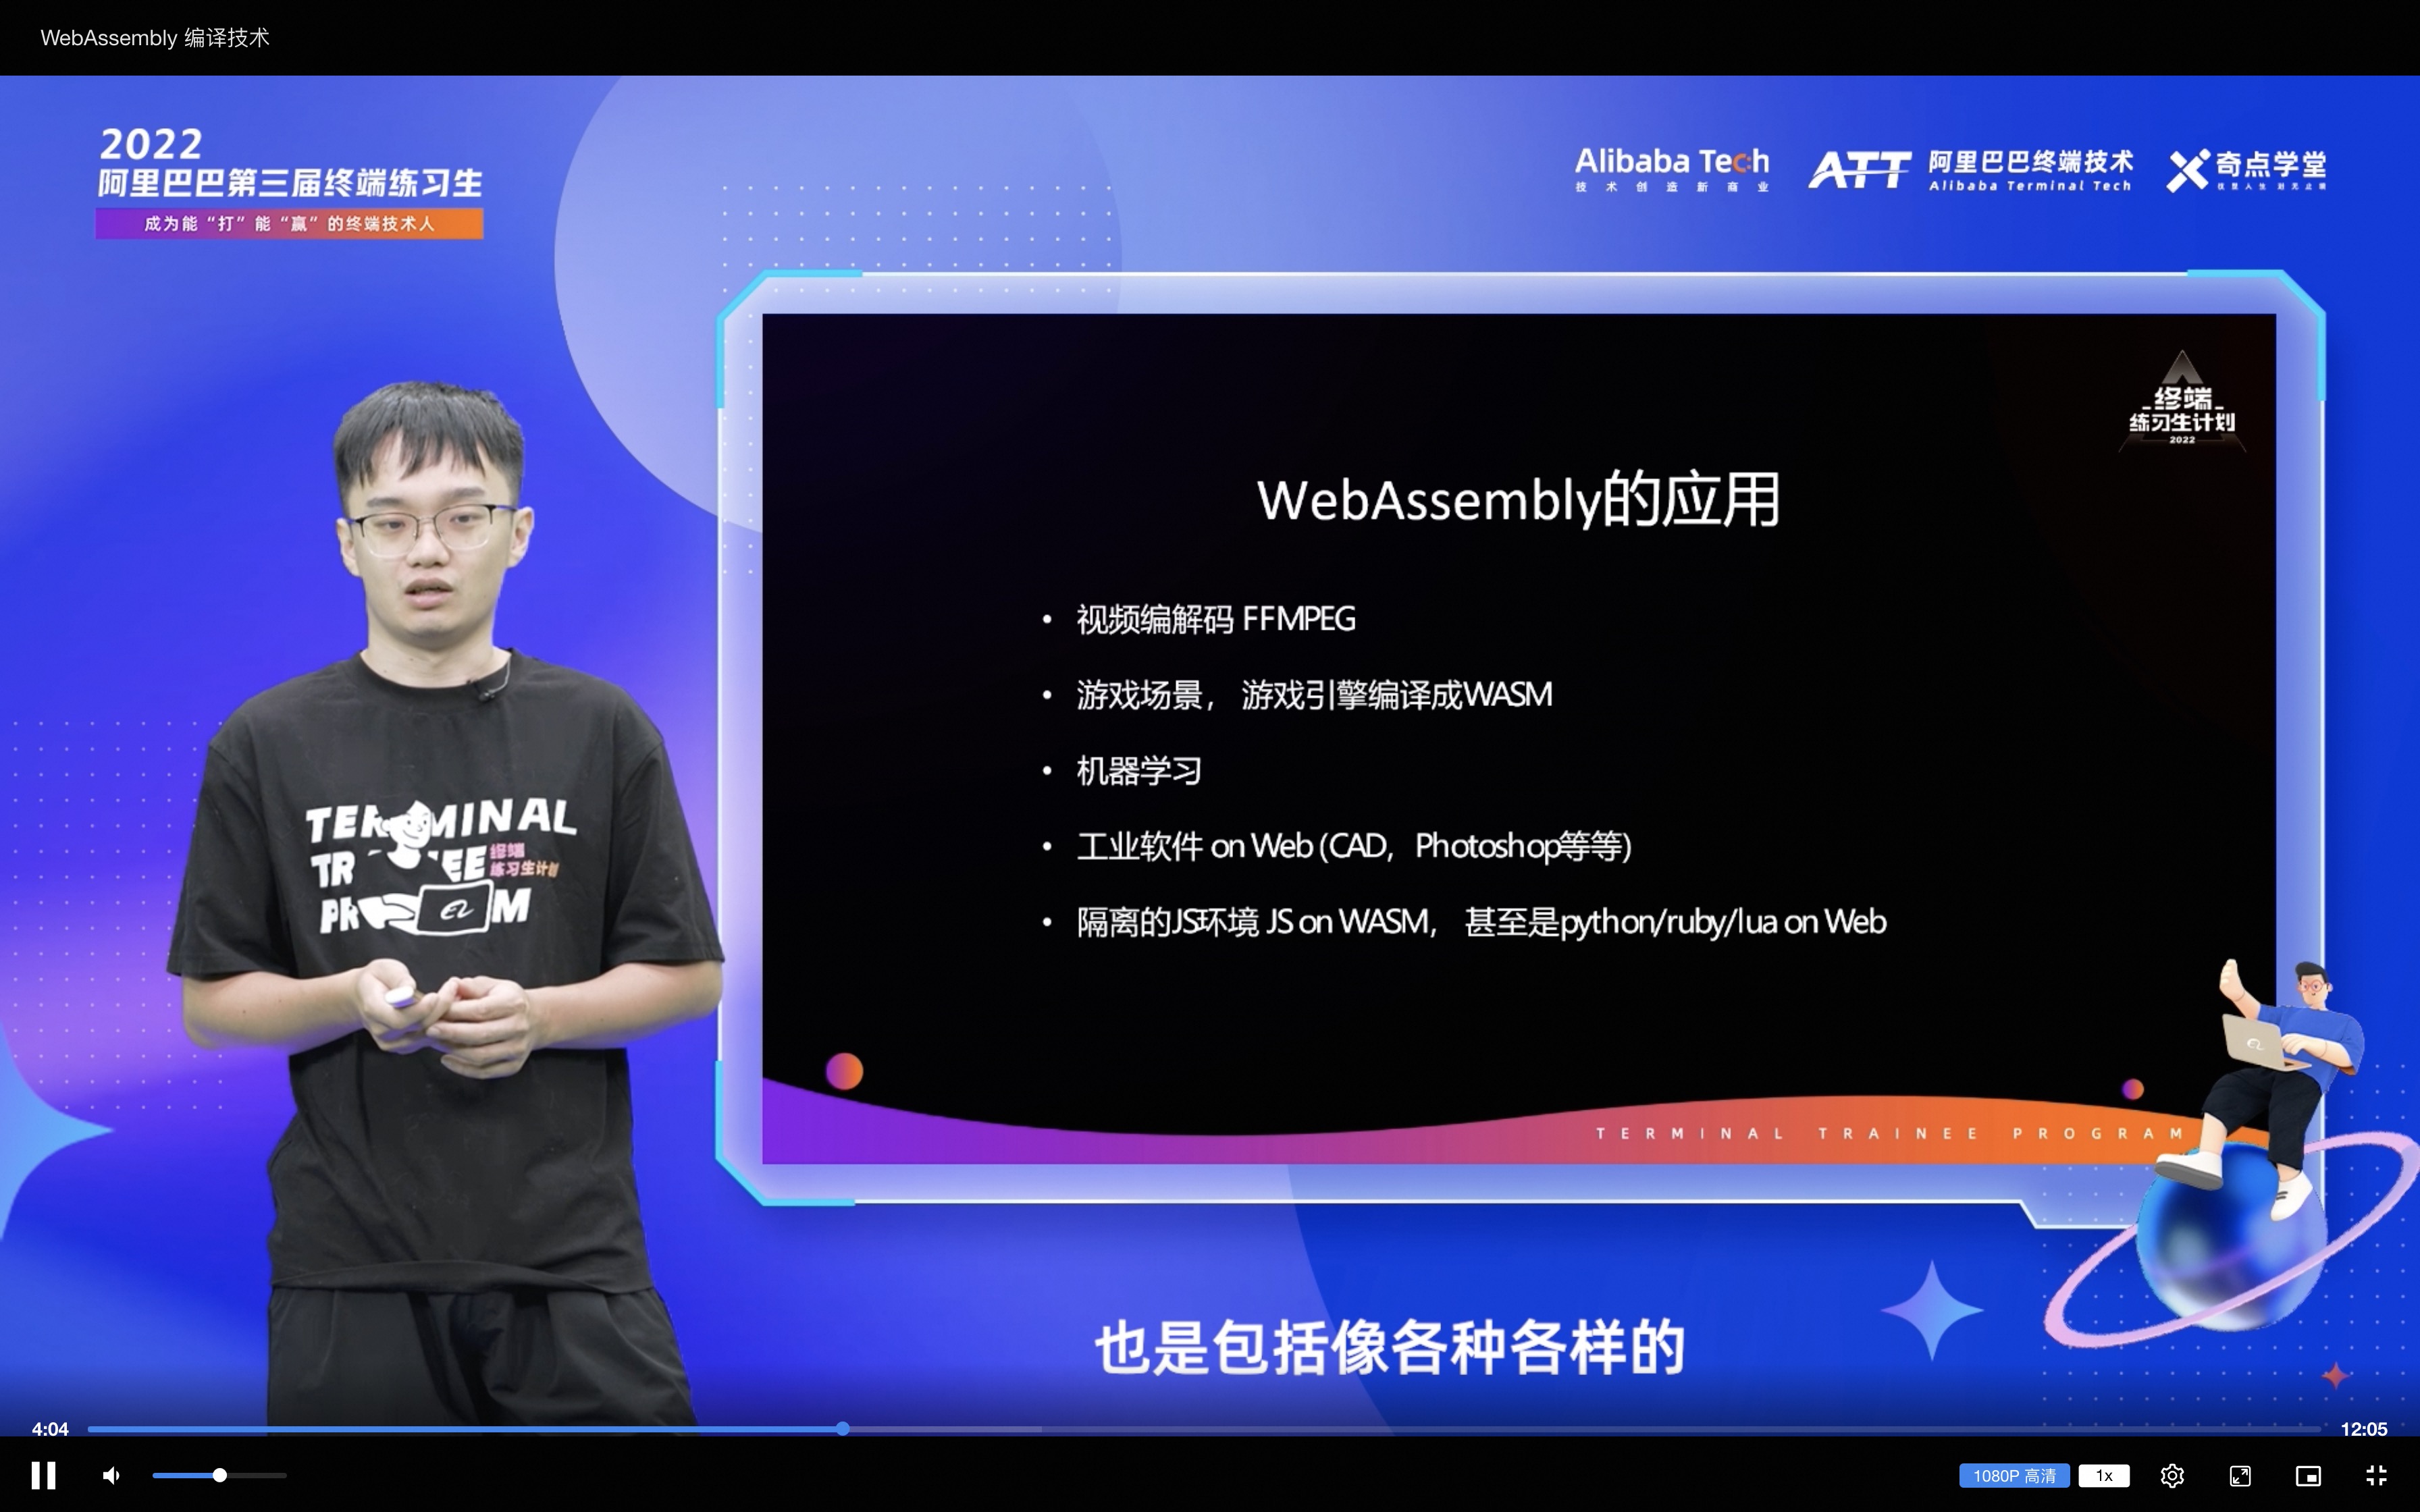 WebAssembly 编译技术
2022
阿里巴巴第三届终端练习生
成为能“打”能“赢”的终端技术人
Alibaba Tech
技术创造新商业
ATT 阿里巴巴终端技术
Alibaba Terminal Tech
奇点学堂
终端
练习生计划
2022
WebAssembly的应用
• 视频编解码 FFMPEG
• 游戏场景， 游戏引擎编译成WASM
• 机器学习
• 工业软件 on Web (CAD，Photoshop等等)
• 隔离的JS环境 JS on WASM， 甚至是python/ruby/lua on Web
TERMINAL
终端
练习生计划
TERMINAL TRAINEE PROGRAM
也是包括像各种各样的
4:04
12:05
1080P 高清
1x